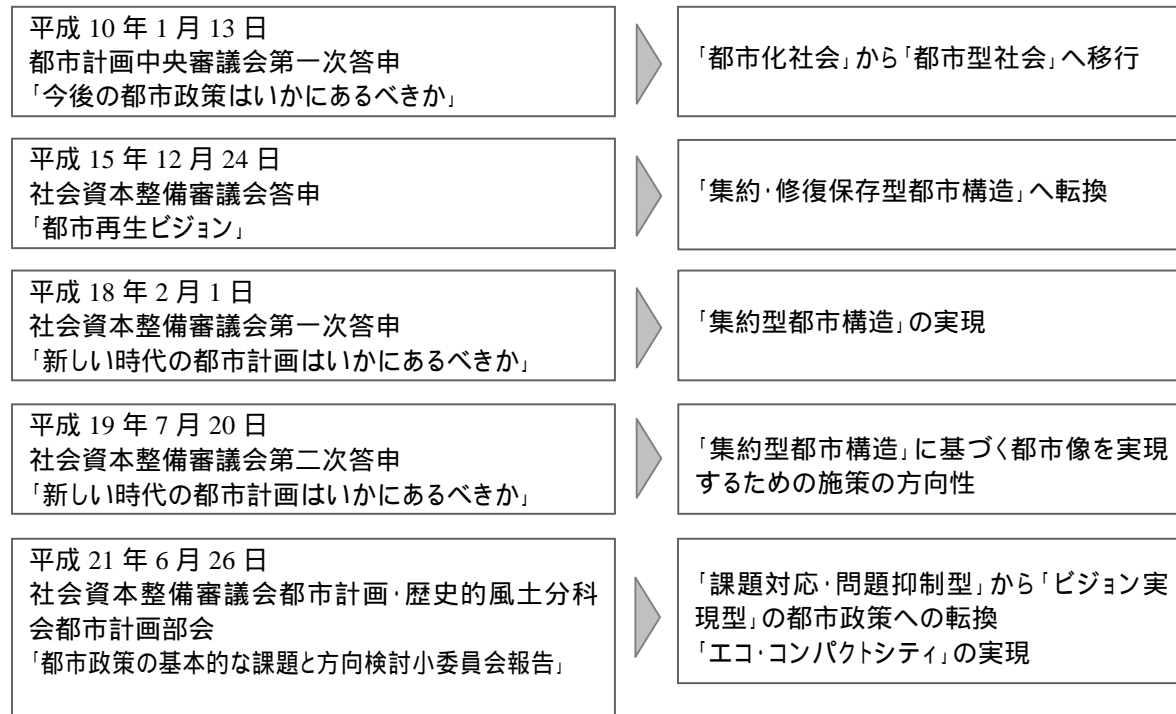 平成 10 年 1 月 13 日
都市計画中央審議会第一次答申
「今後の都市政策はいかにあるべきか」
「都市化社会」から「都市型社会」へ移行
平成 15 年 12 月 24 日
社会資本整備審議会答申
「都市再生ビジョン」
「集約・修復保存型都市構造」へ転換
平成 18 年 2 月 1 日
社会資本整備審議会第一次答申
「新しい時代の都市計画はいかにあるべきか」
「集約型都市構造」の実現
平成 19 年 7 月 20 日
社会資本整備審議会第二次答申
「新しい時代の都市計画はいかにあるべきか」
「集約型都市構造」に基づく都市像を実現
するための施策の方向性
平成 21 年 6 月 26 日
社会資本整備審議会都市計画・歴史的風土分科
会都市計画部会
「都市政策の基本的な課題と方向検討小委員会報告」
「課題対応・問題抑制型」から「ビジョン実
現型」の都市政策への転換
「エコ・コンパクトシティ」の実現